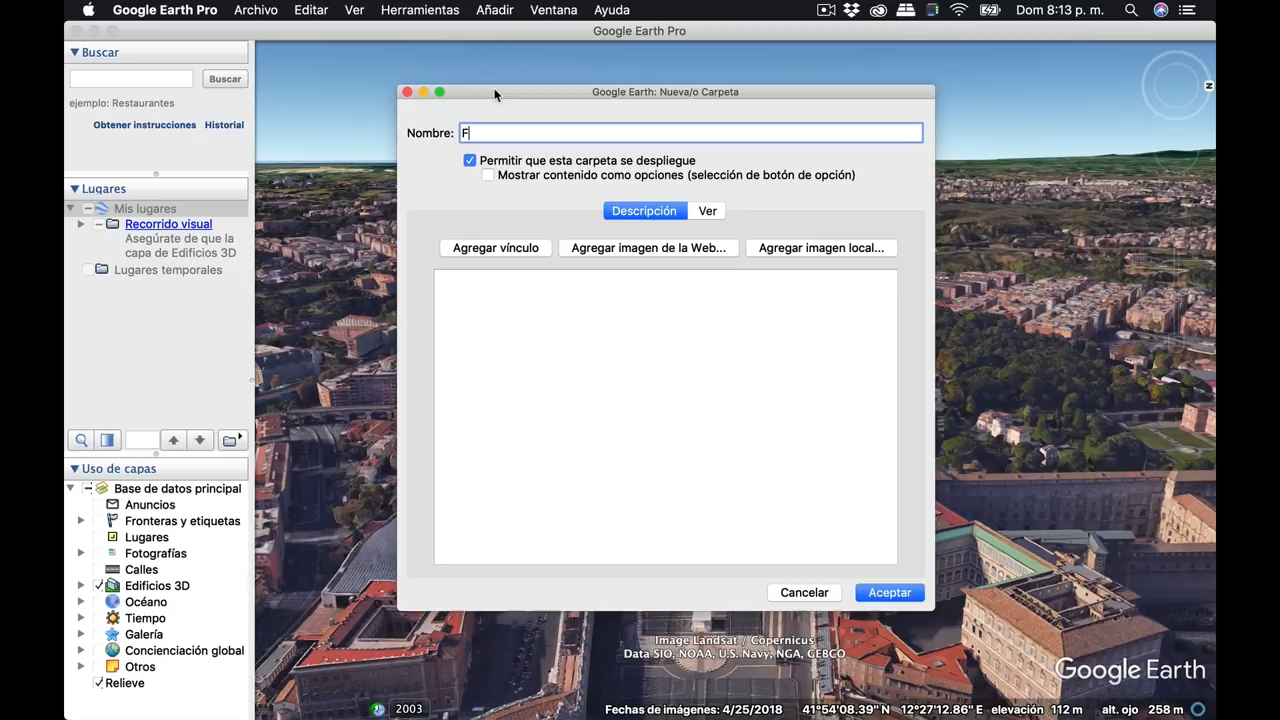 Google Earth Pro Archivo Editar Ver Herramientas Añadir Ventana Ayuda Dom 8:13 p. m.
Google Earth Pro
Buscar
Buscar
ejemplo: Restaurantes
Obtener instrucciones Historial
Lugares
Mis lugares
Recorrido visual
Asegúrate de que la
capa de Edificios 3D
Lugares temporales
Uso de capas
Base de datos principal
Anuncios
Fronteras y etiquetas
Lugares
Fotografías
Calles
Edificios 3D
Océano
Tiempo
Galería
Concienciación global
Otros
Relieve
Google Earth: Nueva/o Carpeta
Nombre: F
Permitir que esta carpeta se despliegue
Mostrar contenido como opciones (selección de botón de opción)
Descripción Ver
Agregar vínculo Agregar imagen de la Web... Agregar imagen local...
Cancelar Aceptar
N
Image Landsat / Copernicus
Data SIO, NOAA, U.S. Navy, NGA, GEBCO
Google Earth
2003 Fechas de imágenes: 4/25/2018 41°54'08.39" N 12°27'12.86" E elevación 112 m alt. ojo 258 m